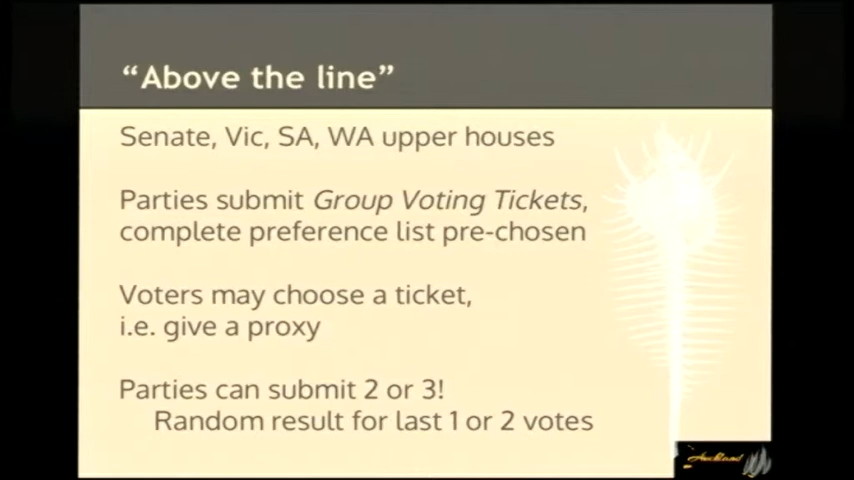 “Above the line”
Senate, Vic, SA, WA upper houses
Parties submit Group Voting Tickets,
complete preference list pre-chosen
Voters may choose a ticket,
i.e. give a proxy
Parties can submit 2 or 3!
Random result for last 1 or 2 votes
Auckland